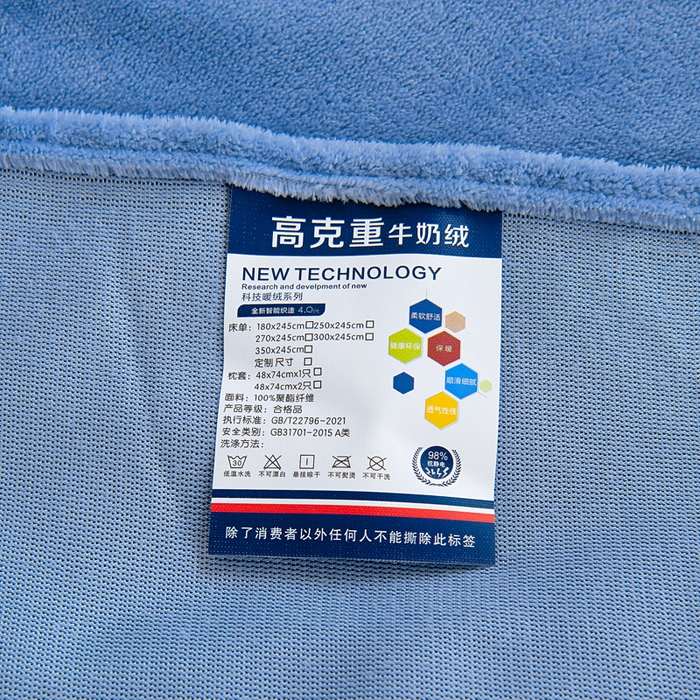 高克重牛奶绒
NEW TECHNOLOGY
Research and develpment of new
科技暖绒系列
全新智能织造 4.0
床单：180x245cm□250x245cm□
270x245cm□300x245cm□
350x245cm□
定制尺寸□
枕套：48x74cmx1只□
48x74cmx2只□
面料：100%聚酯纤维
产品等级：合格品
执行标准：GB/T22796-2021
安全类别：GB31701-2015 A类
洗涤方法：
柔软舒适
健康环保
保暖
顺滑细腻
透气性佳
30
低温水洗 不可漂白 悬挂晾干 不可熨烫 不可干洗
98%
抗静电
除了消费者以外任何人不能撕除此标签